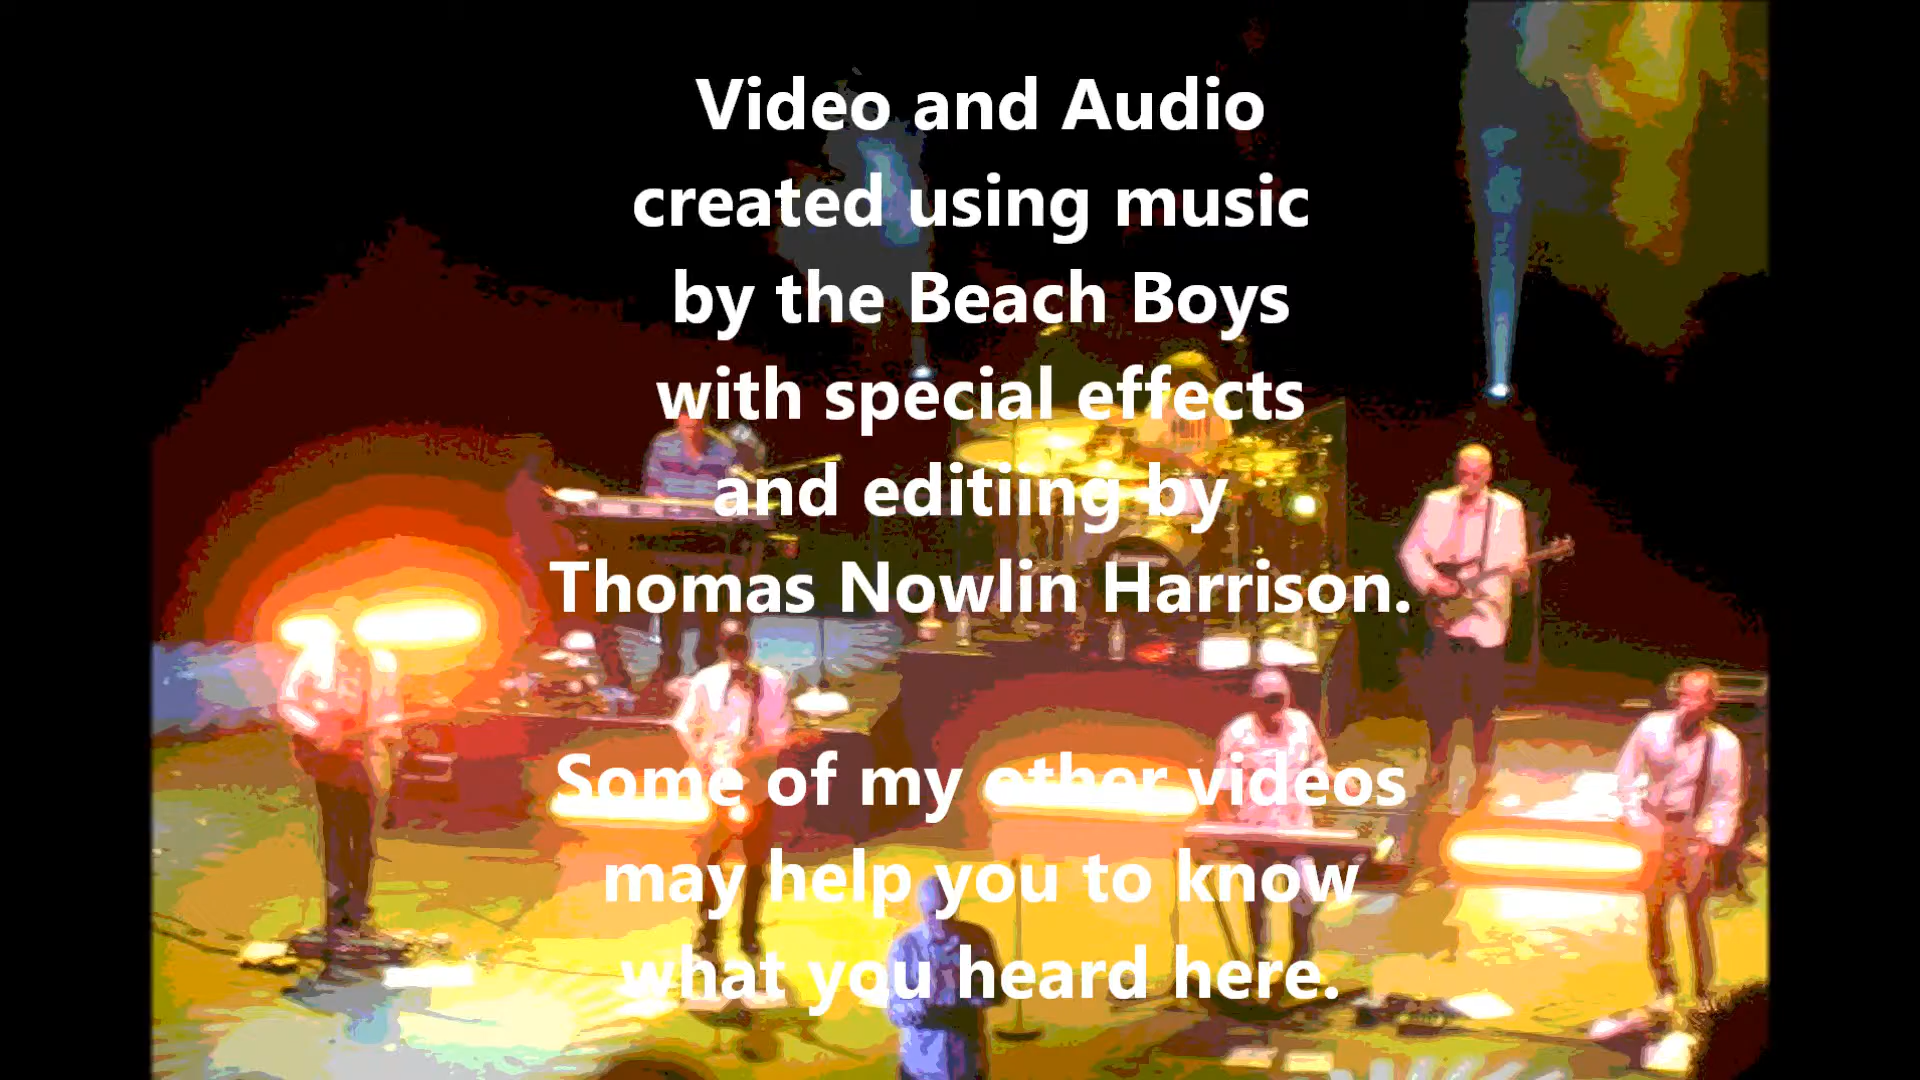 Video and Audio
created using music
by the Beach Boys
with special effects
and editiing by
Thomas Nowlin Harrison.
Some of my other videos
may help you to know
what you heard here.